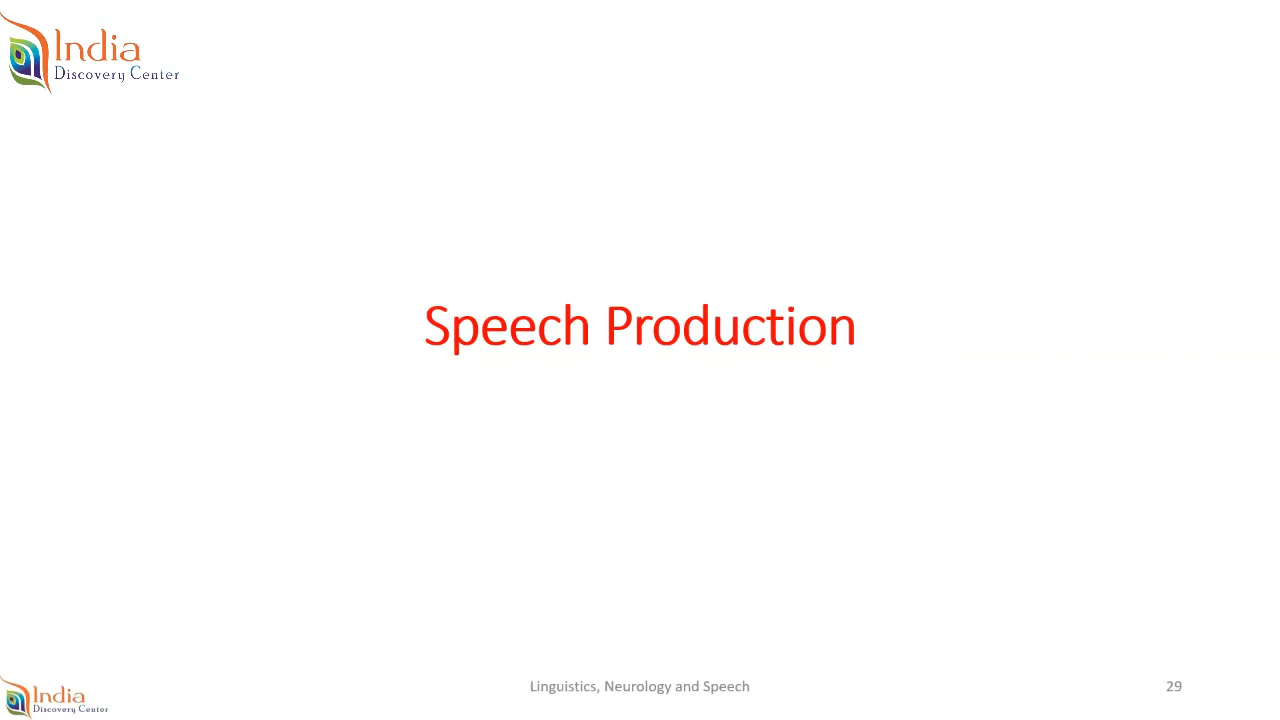 India
Discovery Center
Speech Production
India
Discovery Center
Linguistics, Neurology and Speech
29